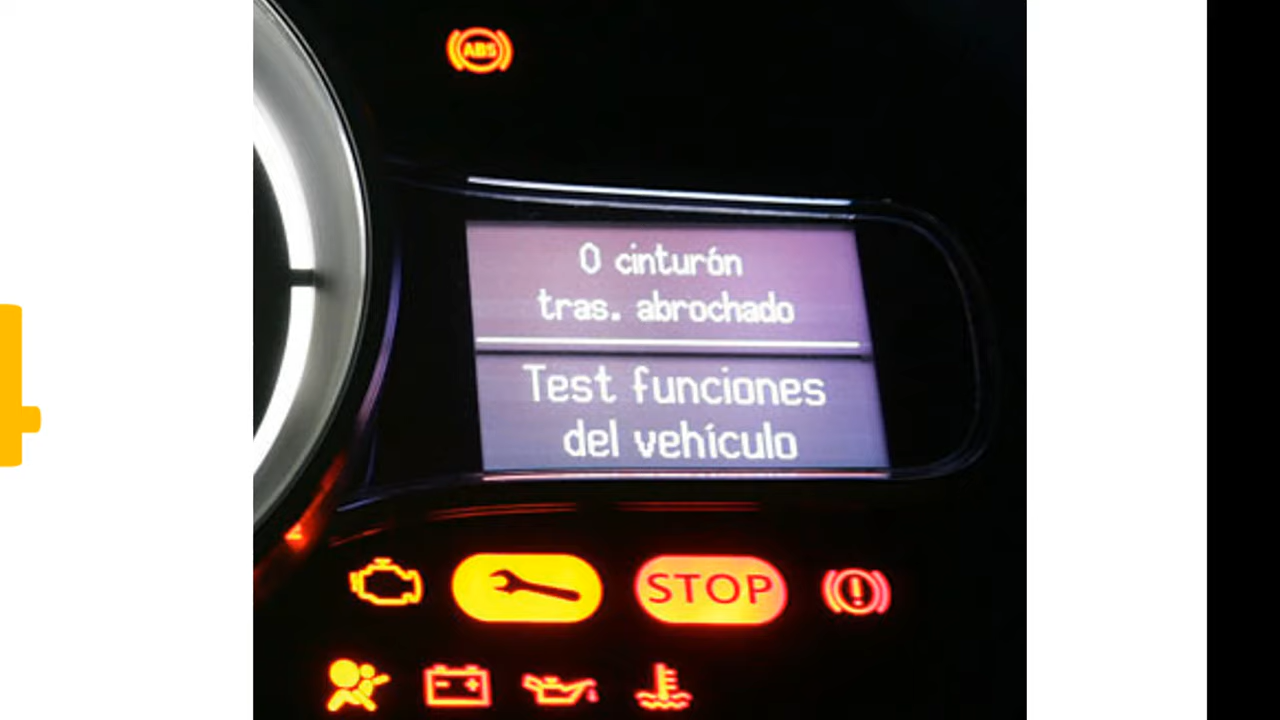 ABS
0 cinturón
tras. abrochado
Test funciones
del vehículo
STOP